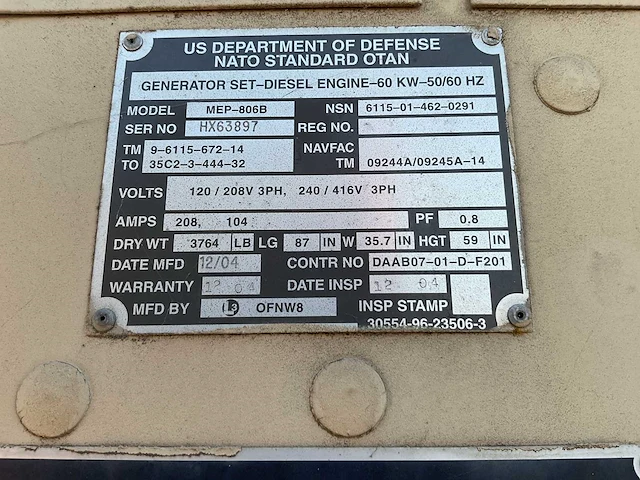 US DEPARTMENT OF DEFENSE
NATO STANDARD OTAN
GENERATOR SET-DIESEL ENGINE-60 KW-50/60 HZ
MODEL MEP-806B NSN 6115-01-462-0291
SER NO HX63897 REG NO.
TM 9-6115-672-14 NAVFAC
TO 35C2-3-444-32 TM 09244A/09245A-14
VOLTS 120/208V 3PH, 240/416V 3PH
AMPS 208, 104 PF 0.8
DRY WT 3764 LB LG 87 IN W 35.7 IN HGT 59 IN
DATE MFD 12/04 CONTR NO DAAB07-01-D-F201
WARRANTY 12 04 DATE INSP 12 04
MFD BY L3 OFNW8 INSP STAMP
30554-96-23506-3